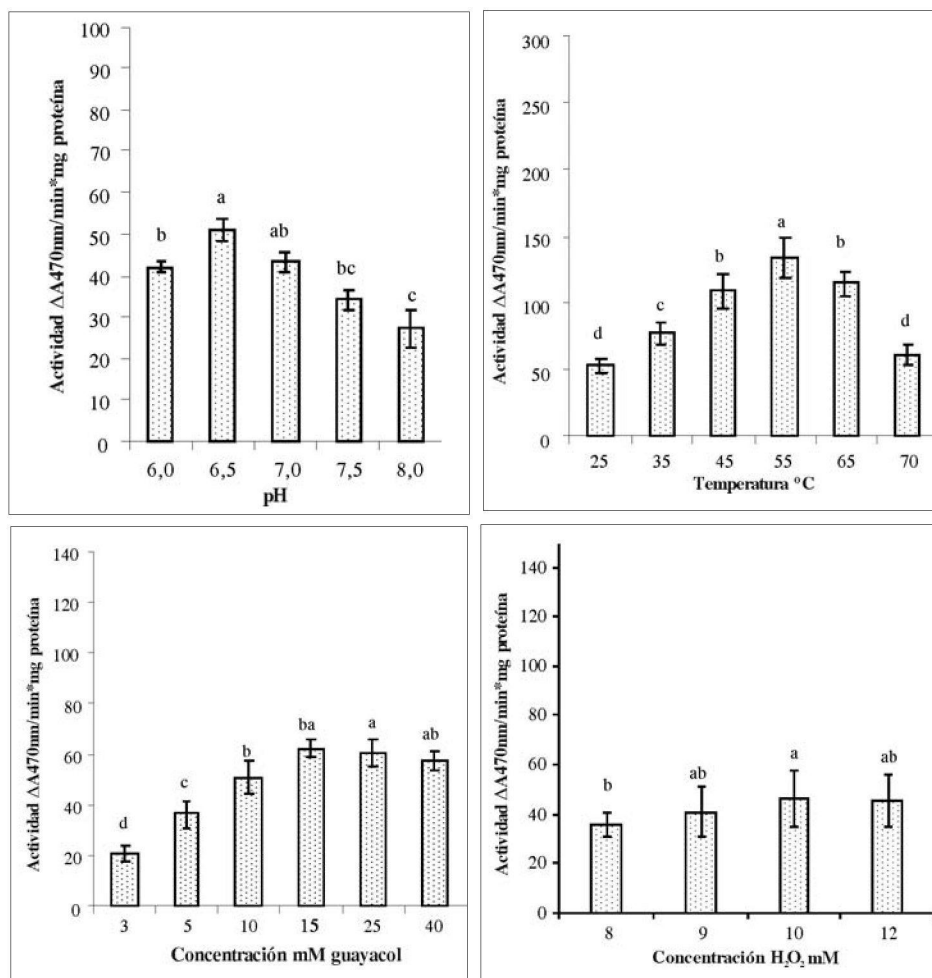 Actividad ΔA470nm/min*mg proteína
100
90
80
70
60
50
40
30
20
10
0
b
a
ab
bc
c
6,0 6,5 7,0 7,5 8,0
pH
Actividad ΔA470nm/min*mg proteína
300
250
200
150
100
50
0
d
c
b
a
b
d
25 35 45 55 65 70
Temperatura °C
Actividad ΔA470nm/min*mg proteína
140
120
100
80
60
40
20
0
d
c
b
ba
a
ab
3 5 10 15 25 40
Concentración mM guayacol
Actividad ΔA470nm/min*mg proteína
140
120
100
80
60
40
20
0
b
ab
a
ab
8 9 10 12
Concentración H₂O₂ mM